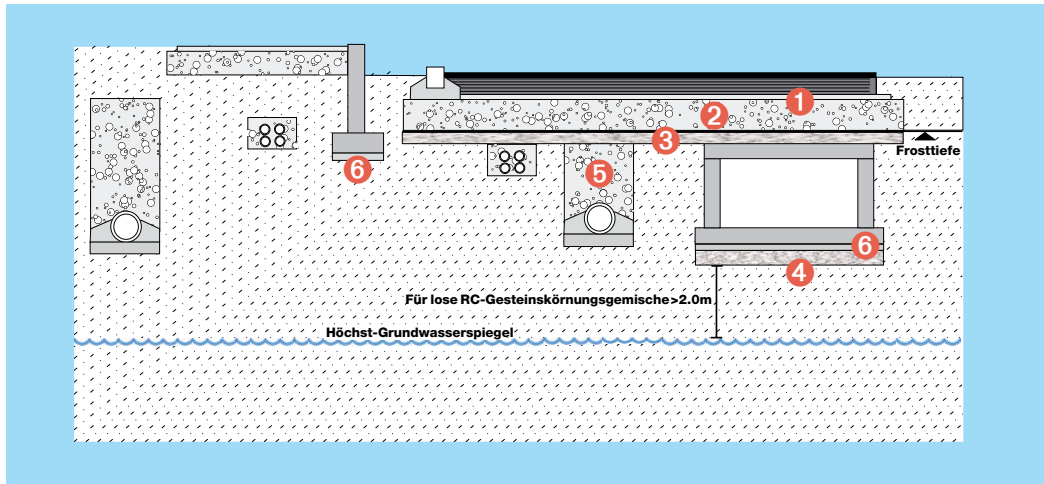 1
2
3
Frosttiefe
6
5
6
4
Für lose RC-Gesteinskörnungsgemische >2.0m
Höchst-Grundwasserspiegel